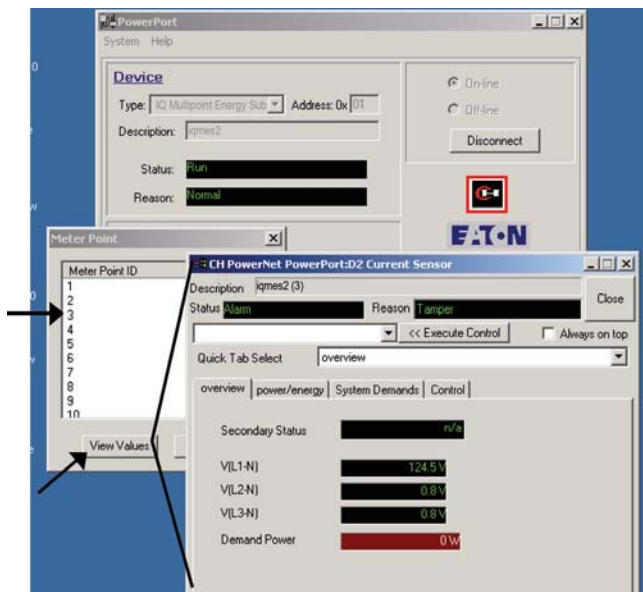 PowerPort
System Help
Device
Type: IQ Multipoint Energy Sub Address: 0x 01
Description: iqmes2
Status: Run
Reason: Normal
On-line
Off-line
Disconnect
EATON
Meter Point
Meter Point ID
1
2
3
4
5
6
7
8
9
10
View Values
CH PowerNet PowerPort:D2 Current Sensor
Description iqmes2 (3)
Status Alarm Reason Tamper
Close
<< Execute Control Always on top
Quick Tab Select overview
overview power/energy System Demands Control
Secondary Status n/a
V(L1-N) 124.5 V
V(L2-N) 0.8 V
V(L3-N) 0.8 V
Demand Power 0 W